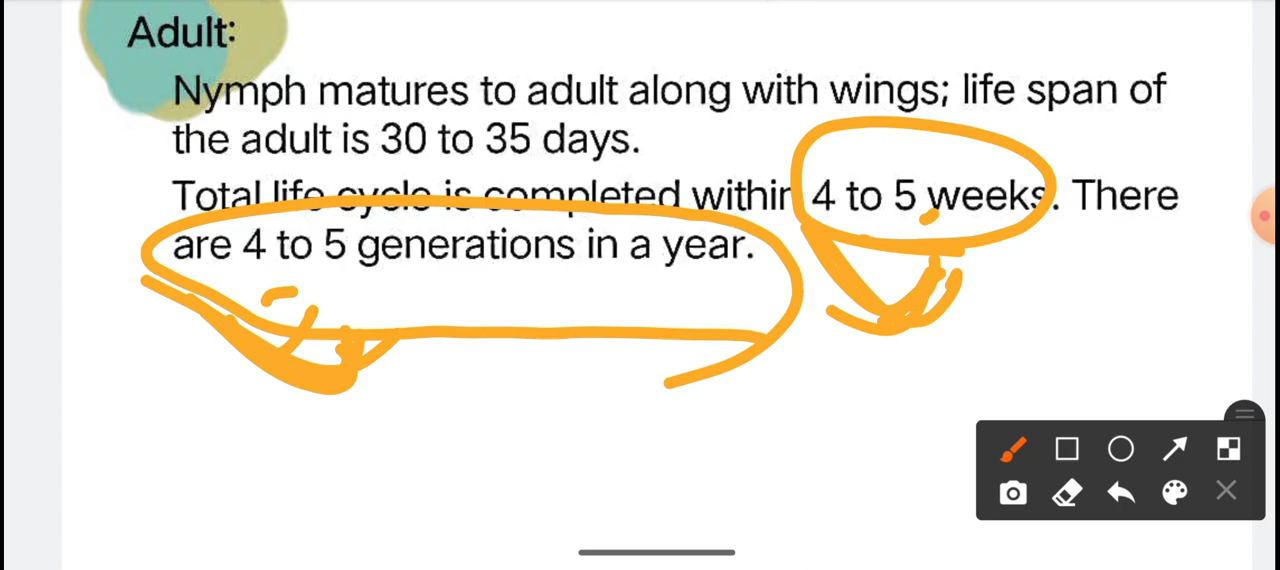 Adult:
Nymph matures to adult along with wings; life span of
the adult is 30 to 35 days.
Total life cycle is completed within 4 to 5 weeks. There
are 4 to 5 generations in a year.